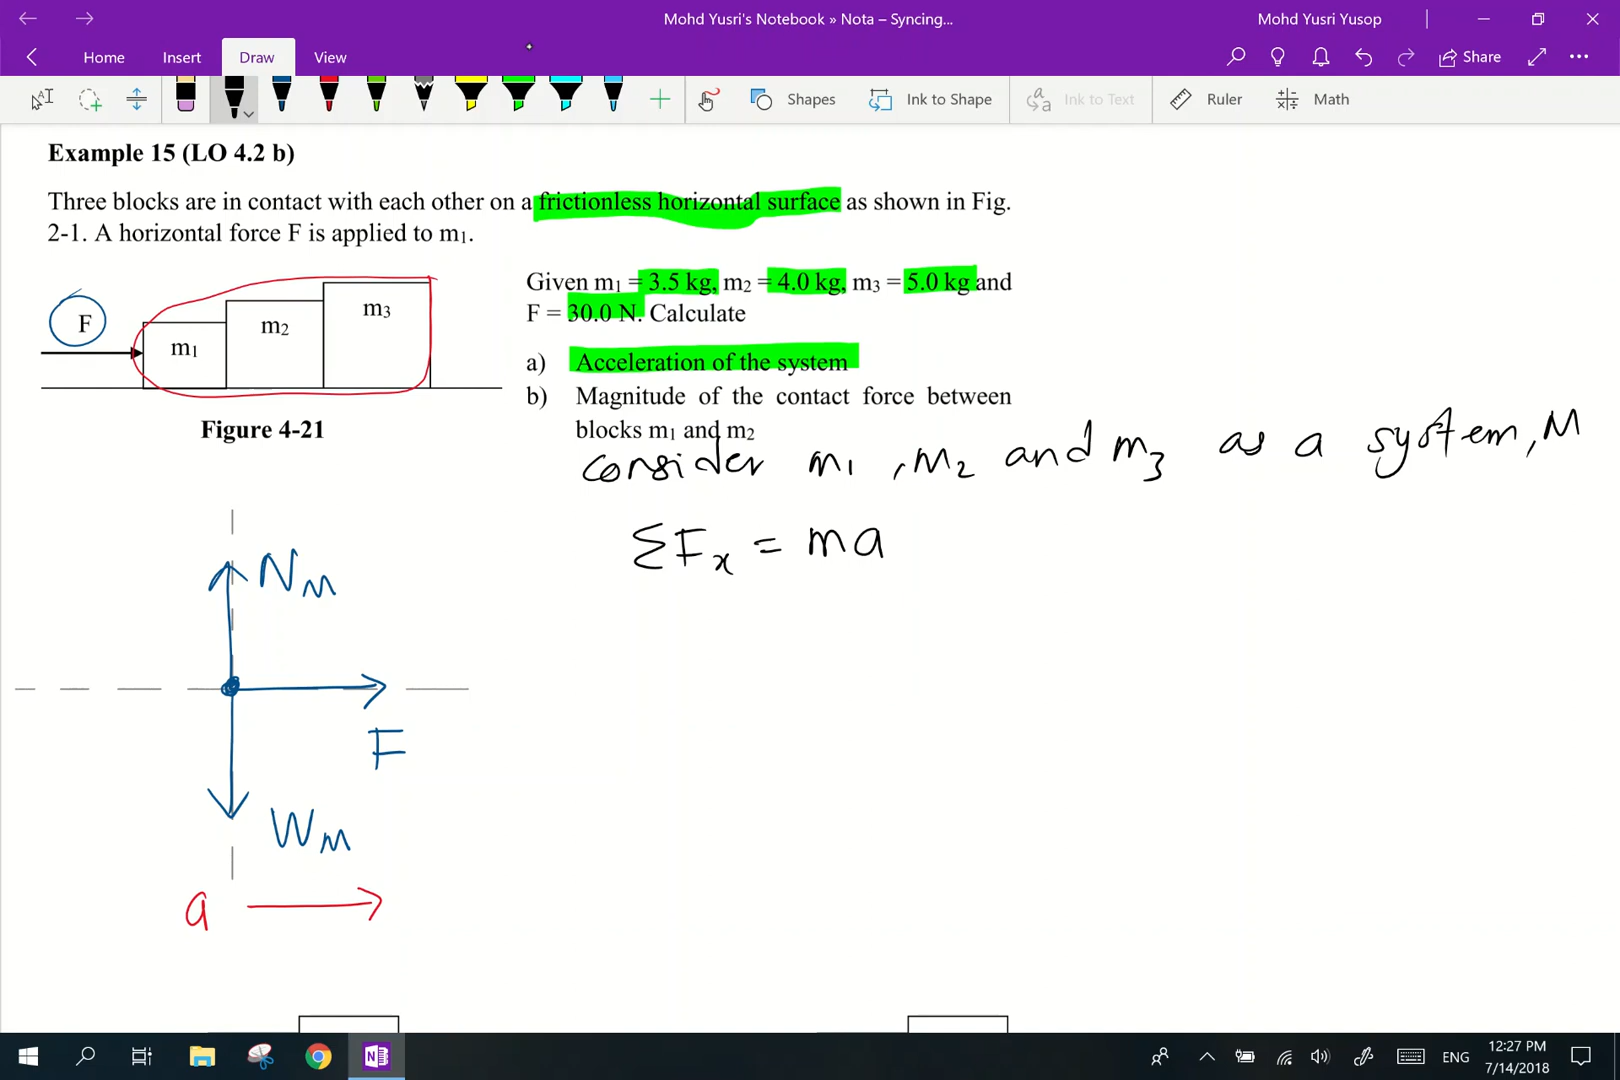 Mohd Yusri's Notebook » Nota – Syncing...
Mohd Yusri Yusop
Home
Insert
Draw
View
Share
Shapes
Ink to Shape
Ink to Text
Ruler
Math
Example 15 (LO 4.2 b)
Three blocks are in contact with each other on a frictionless horizontal surface as shown in Fig.
2-1. A horizontal force F is applied to m₁.
Given m₁ = 3.5 kg, m₂ = 4.0 kg, m₃ = 5.0 kg and
F = 30.0 N. Calculate
a) Acceleration of the system
b) Magnitude of the contact force between
blocks m₁ and m₂
F
m₁
m₂
m₃
Figure 4-21
consider m₁, m₂ and m₃ as a system, M
ΣFₓ = ma
N_M
F
W_M
a
ENG
12:27 PM
7/14/2018